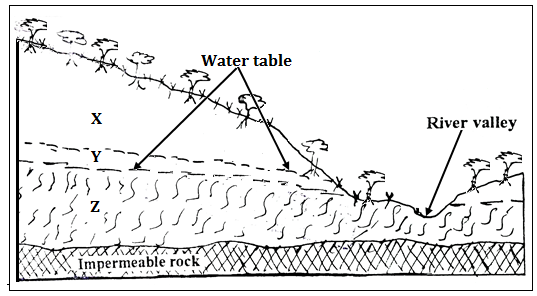 Water table
X
River valley
Y
Z
Impermeable rock